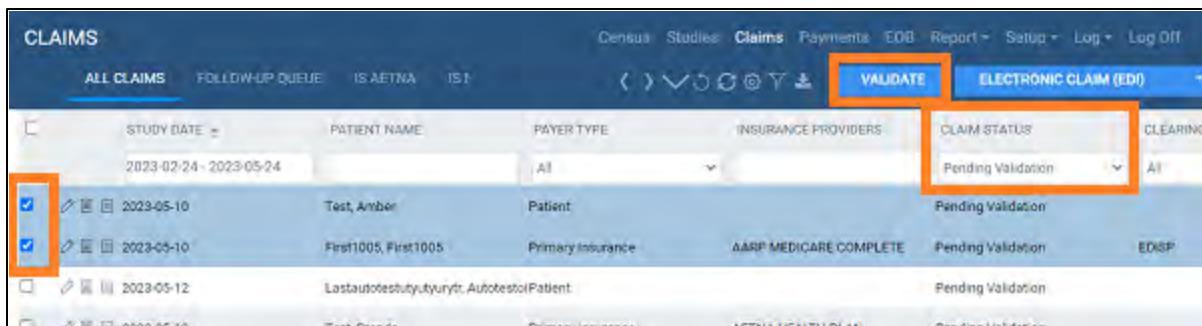 CLAIMS Census Studies Claims Payments EOB Report Setup Log Log Off
ALL CLAIMS FOLLOW-UP QUEUE IS AETNA VALIDATE ELECTRONIC CLAIM (EDI)
STUDY DATE PATIENT NAME PAYER TYPE INSURANCE PROVIDERS CLAIM STATUS CLEARING
2023-02-24 - 2023-05-24 All Pending Validation All
2023-05-10 Test, Amber Patient Pending Validation
2023-05-10 First1005, First1005 Primary Insurance AARP MEDICARE COMPLETE Pending Validation EDISP
2023-05-12 Patient Pending Validation